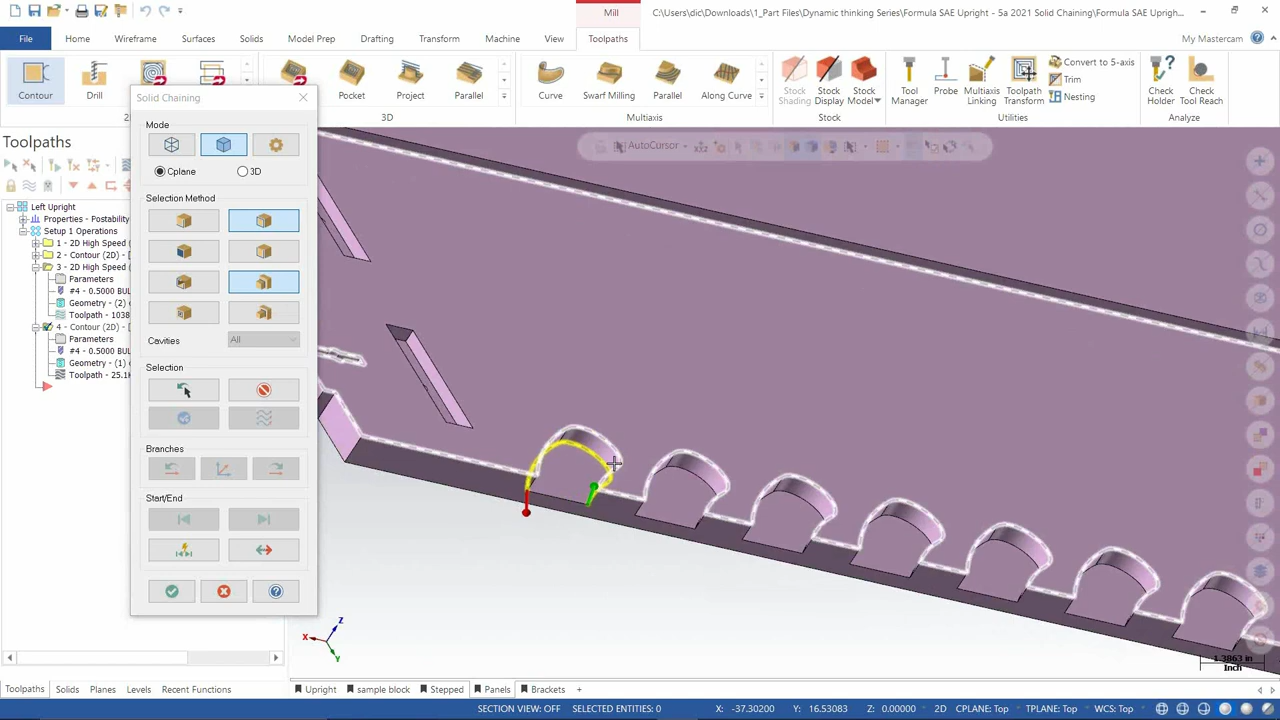 Mill
C:\Users\dic\Downloads\1_Part Files\Dynamic thinking Series\Formula SAE Upright - 5a 2021 Solid Chaining\Formula SAE Uprigh...
File Home Wireframe Surfaces Solids Model Prep Drafting Transform Machine View Toolpaths My Mastercam
Contour Drill Pocket Project Parallel Curve Swarf Milling Parallel Along Curve Stock Shading Stock Display Stock Model Tool Manager Probe Multiaxis Linking Toolpath Transform Convert to 5-axis Trim Nesting Check Holder Check Tool Reach
2 3D Multiaxis Stock Utilities Analyze
Toolpaths
Solid Chaining
Mode
Cplane 3D
Selection Method
Cavities All
Selection
Branches
Start/End
Left Upright
Properties - Postability
Setup 1 Operations
1 - 2D High Speed
2 - Contour (2D) - [
3 - 2D High Speed
Parameters
#4 - 0.5000 BUL
Geometry - (2)
Toolpath - 1038
4 - Contour (2D) - [
Parameters
#4 - 0.5000 BUL
Geometry - (1)
Toolpath - 25.1K
AutoCursor
Z
X
Y
1.3863 in
Inch
Toolpaths Solids Planes Levels Recent Functions
Upright sample block Stepped Panels Brackets +
SECTION VIEW: OFF SELECTED ENTITIES: 0 X: -37.30200 Y: 16.53083 Z: 0.00000 2D CPLANE: Top TPLANE: Top WCS: Top